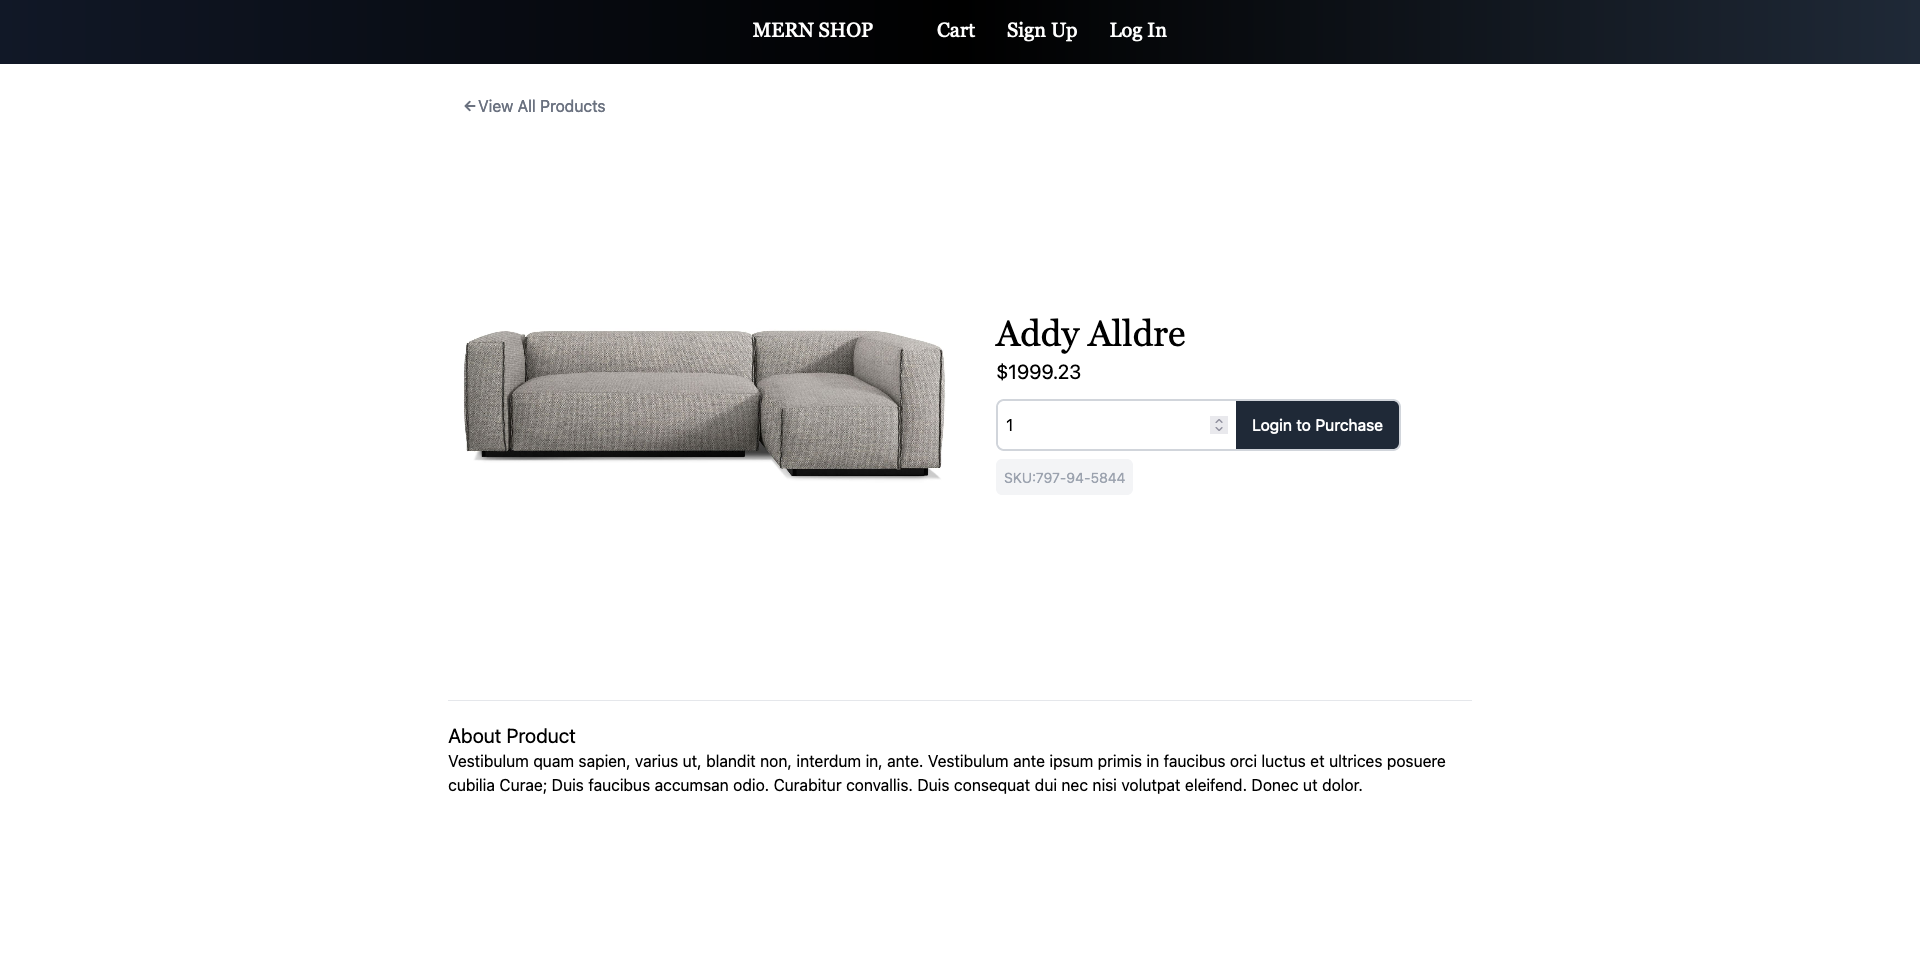 MERN SHOP Cart Sign Up Log In
←View All Products
Addy Alldre
$1999.23
1 Login to Purchase
SKU:797-94-5844
About Product
Vestibulum quam sapien, varius ut, blandit non, interdum in, ante. Vestibulum ante ipsum primis in faucibus orci luctus et ultrices posuere
cubilia Curae; Duis faucibus accumsan odio. Curabitur convallis. Duis consequat dui nec nisi volutpat eleifend. Donec ut dolor.